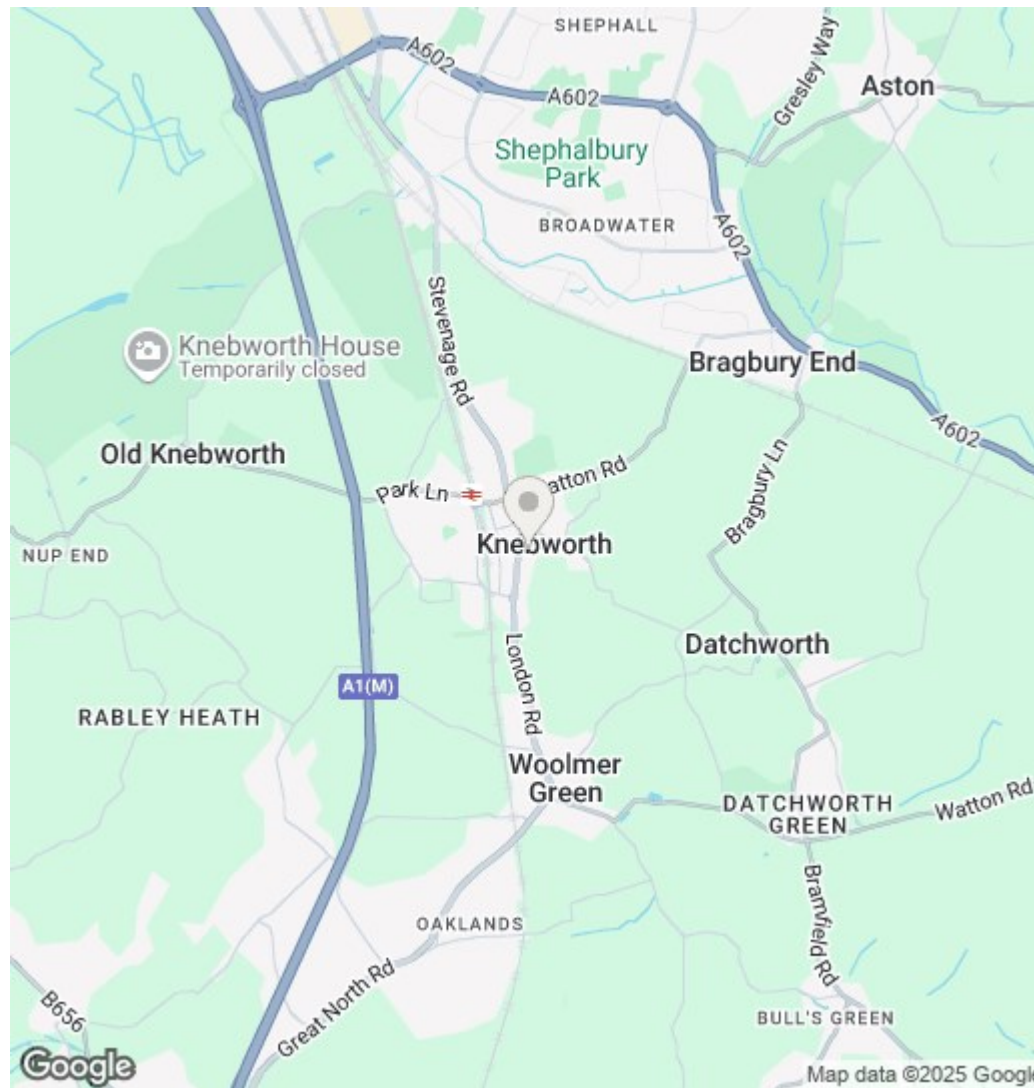 SHEPHALL
A602
Gresley Way
Aston
A602
Shephalbury
Park
BROADWATER
A602
Stevenage Rd
Knebworth House
Temporarily closed
Bragbury End
A602
Old Knebworth
Park Ln
atton Rd
Bragbury Ln
Knebworth
NUP END
Datchworth
London Rd
A1(M)
RABLEY HEATH
Woolmer
Green
DATCHWORTH
GREEN
Watton Rd
OAKLANDS
Bramfield Rd
Great North Rd
B656
BULL'S GREEN
Google
Map data ©2025 Google